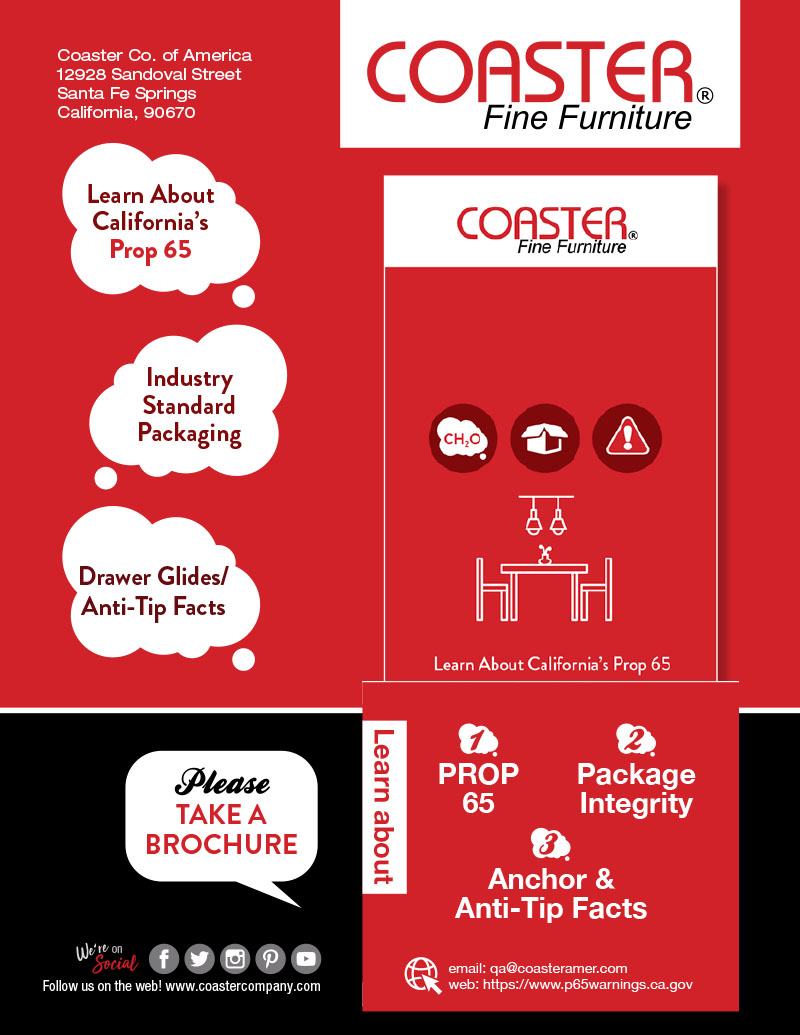 Coaster Co. of America
12928 Sandoval Street
Santa Fe Springs
California, 90670
COASTER®
Fine Furniture
Learn About
California's
Prop 65
Industry
Standard
Packaging
Drawer Glides/
Anti-Tip Facts
COASTER®
Fine Furniture
CH₂O
Learn About California's Prop 65
Learn about
1
PROP
65
2
Package
Integrity
3
Anchor &
Anti-Tip Facts
email: qa@coasteramer.com
web: https://www.p65warnings.ca.gov
Please
TAKE A
BROCHURE
We're on
Social
Follow us on the web! www.coastercompany.com